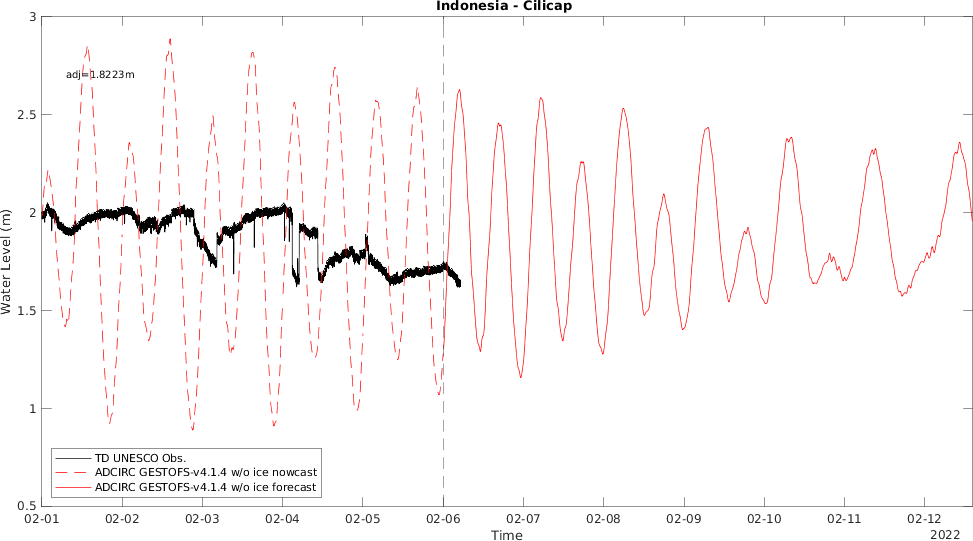 Indonesia - Cilicap
3
2.5
2
1.5
1
0.5
Water Level (m)
adj=1.8223m
TD UNESCO Obs.
ADCIRC GESTOFS-v4.1.4 w/o ice nowcast
ADCIRC GESTOFS-v4.1.4 w/o ice forecast
02-01 02-02 02-03 02-04 02-05 02-06 02-07 02-08 02-09 02-10 02-11 02-12
Time
2022